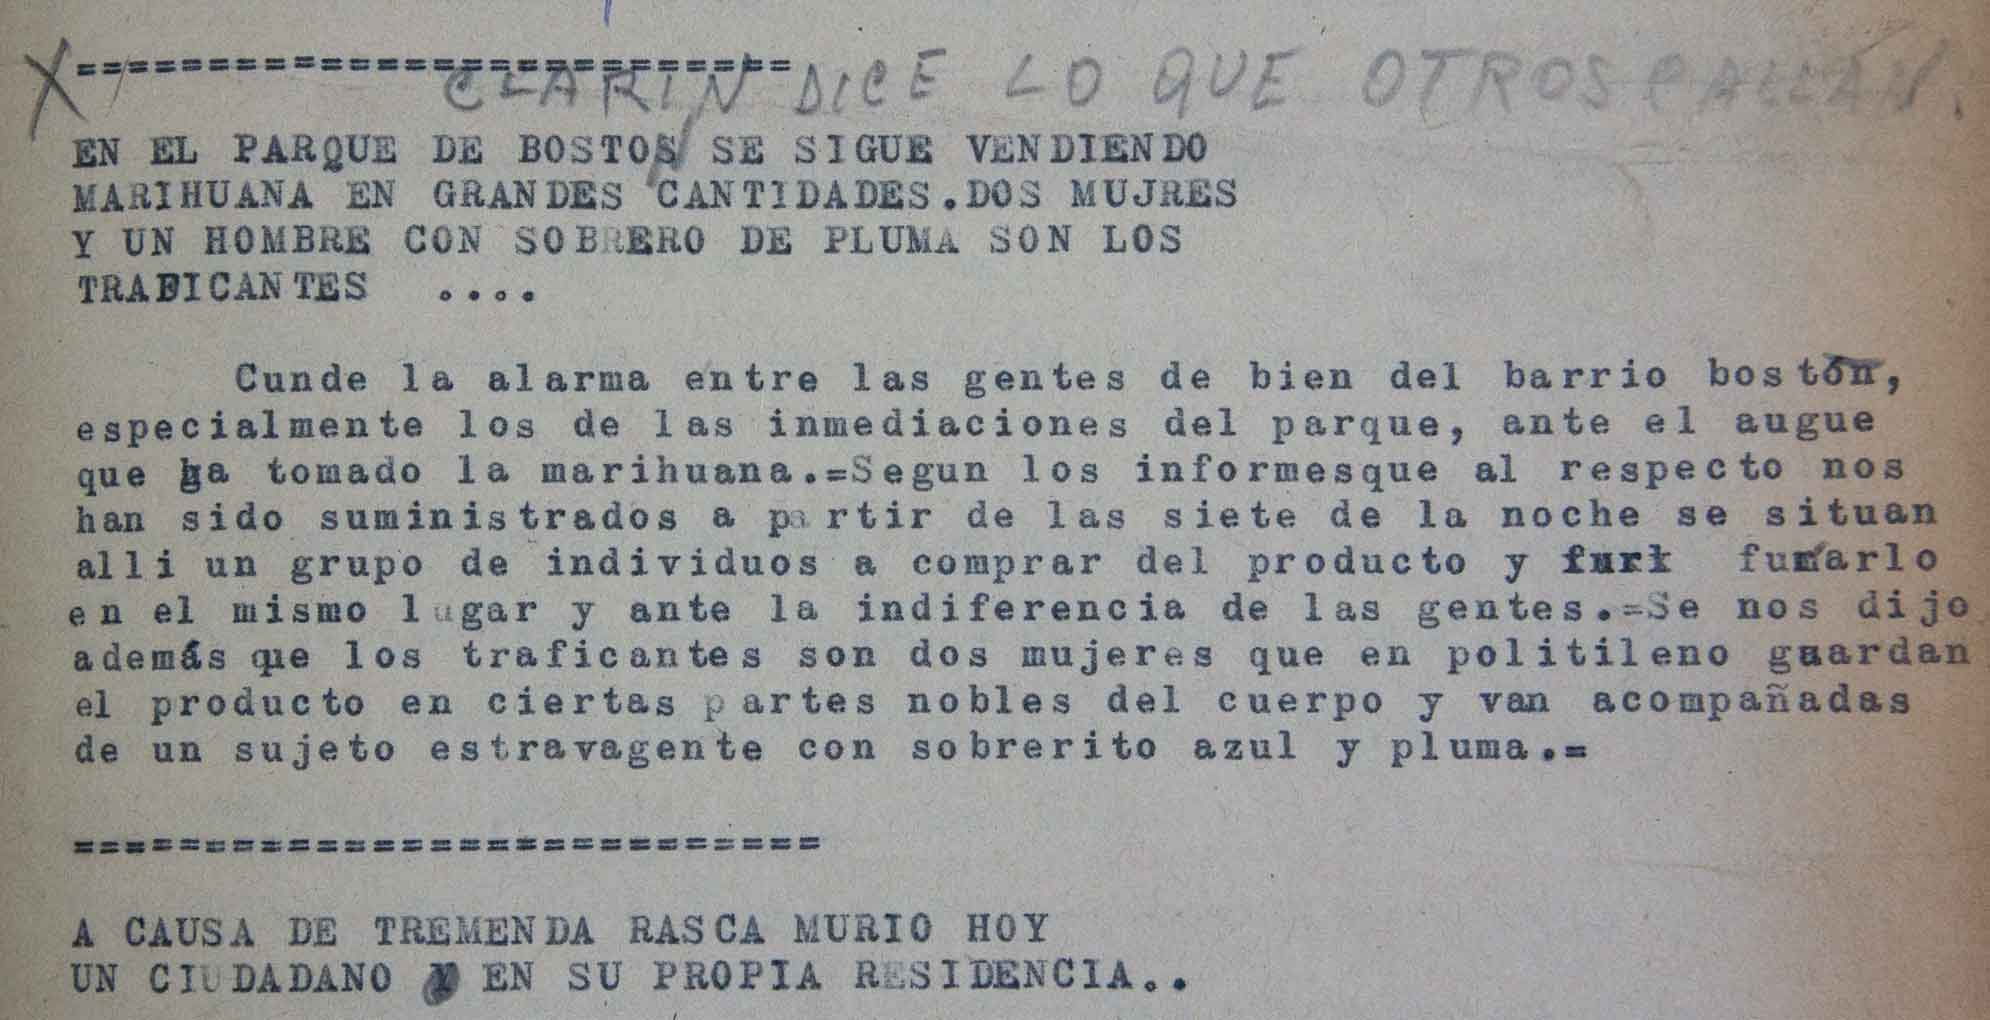 X ===========================
CLARIN DICE LO QUE OTROS CALLAN.
EN EL PARQUE DE BOSTON SE SIGUE VENDIENDO
MARIHUANA EN GRANDES CANTIDADES.DOS MUJRES
Y UN HOMBRE CON SOBRERO DE PLUMA SON LOS
TRAFICANTES ....
Cunde la alarma entre las gentes de bien del barrio bostón,
especialmente los de las inmediaciones del parque, ante el augue
que ha tomado la marihuana.=Segun los informesque al respecto nos
han sido suministrados a partir de las siete de la noche se situan
alli un grupo de individuos a comprar del producto y furk fumarlo
en el mismo lugar y ante la indiferencia de las gentes.=Se nos dijo
además que los traficantes son dos mujeres que en politileno guardan
el producto en ciertas partes nobles del cuerpo y van acompañadas
de un sujeto estravagente con sobrerito azul y pluma.=
===========================
A CAUSA DE TREMENDA RASCA MURIO HOY
UN CIUDADANO Y EN SU PROPIA RESIDENCIA..